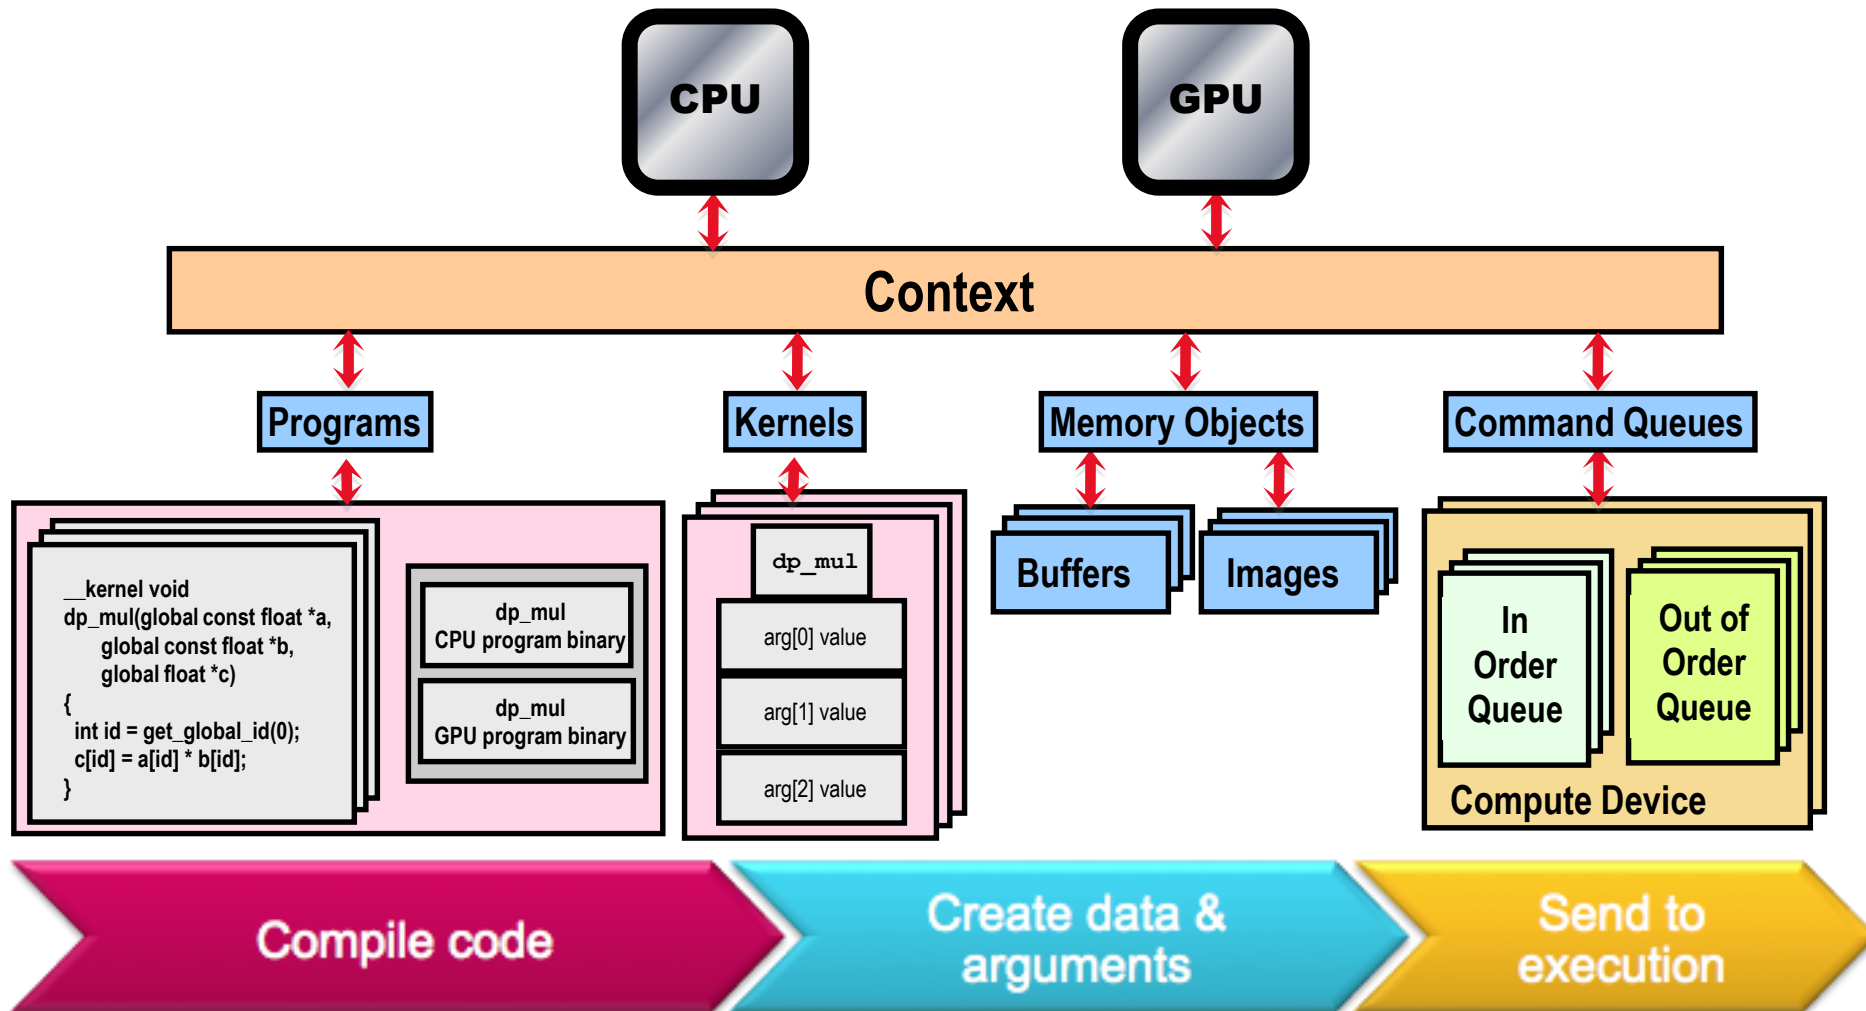 CPU
GPU
Context
Programs
Kernels
Memory Objects
Command Queues
__kernel void
dp_mul(global const float *a,
global const float *b,
global float *c)
{
int id = get_global_id(0);
c[id] = a[id] * b[id];
}
dp_mul
CPU program binary
dp_mul
GPU program binary
dp_mul
arg[0] value
arg[1] value
arg[2] value
Buffers
Images
In
Order
Queue
Out of
Order
Queue
Compute Device
Compile code
Create data &
arguments
Send to
execution